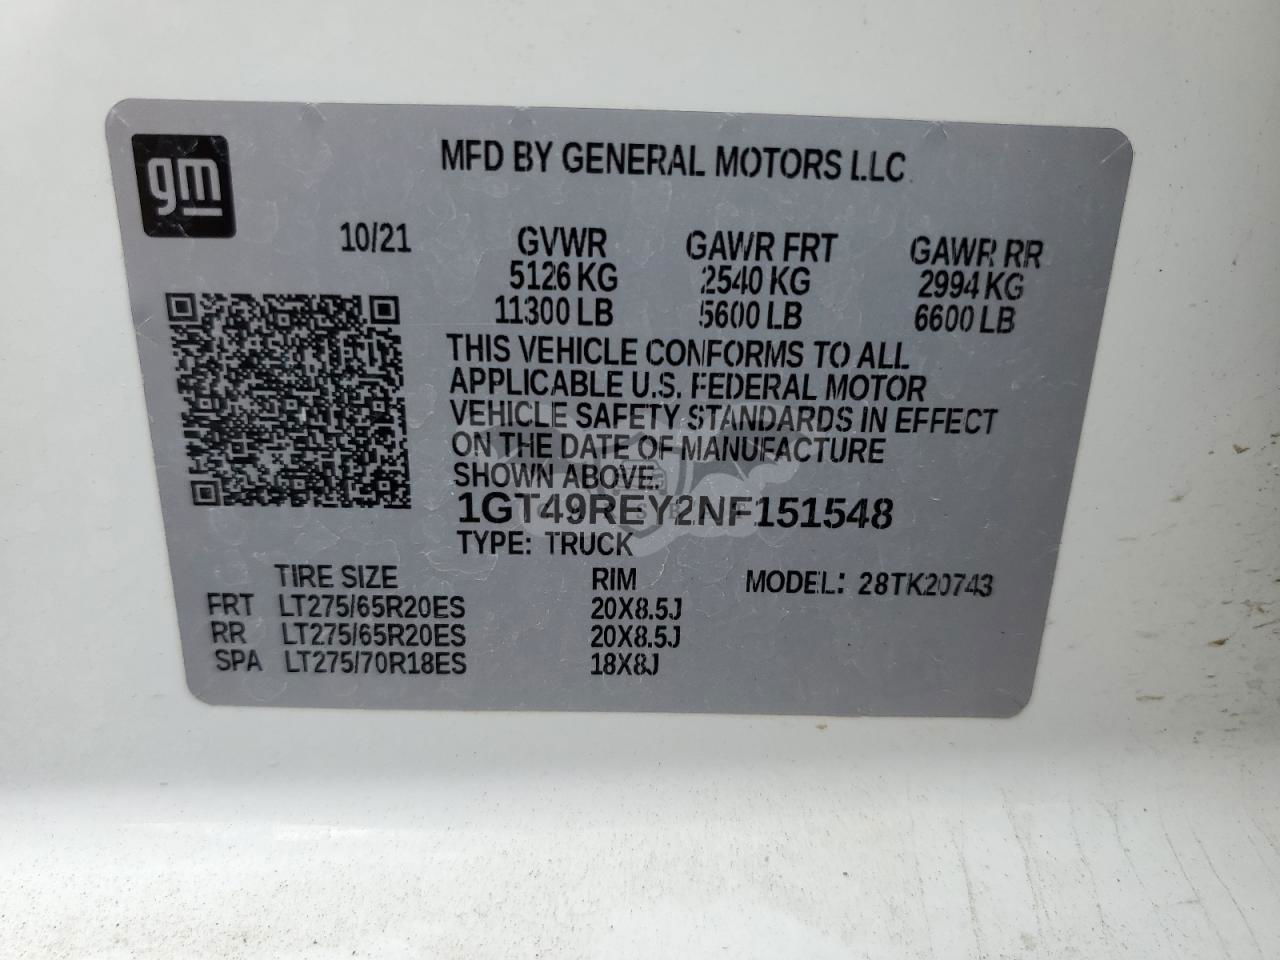 gm
MFD BY GENERAL MOTORS LLC
10/21 GVWR GAWR FRT GAWR RR
5126 KG 2540 KG 2994 KG
11300 LB 5600 LB 6600 LB
THIS VEHICLE CONFORMS TO ALL
APPLICABLE U.S. FEDERAL MOTOR
VEHICLE SAFETY STANDARDS IN EFFECT
ON THE DATE OF MANUFACTURE
SHOWN ABOVE.
1GT49REY2NF151548
TYPE: TRUCK
TIRE SIZE RIM MODEL: 28TK20743
FRT LT275/65R20ES 20X8.5J
RR LT275/65R20ES 20X8.5J
SPA LT275/70R18ES 18X8J